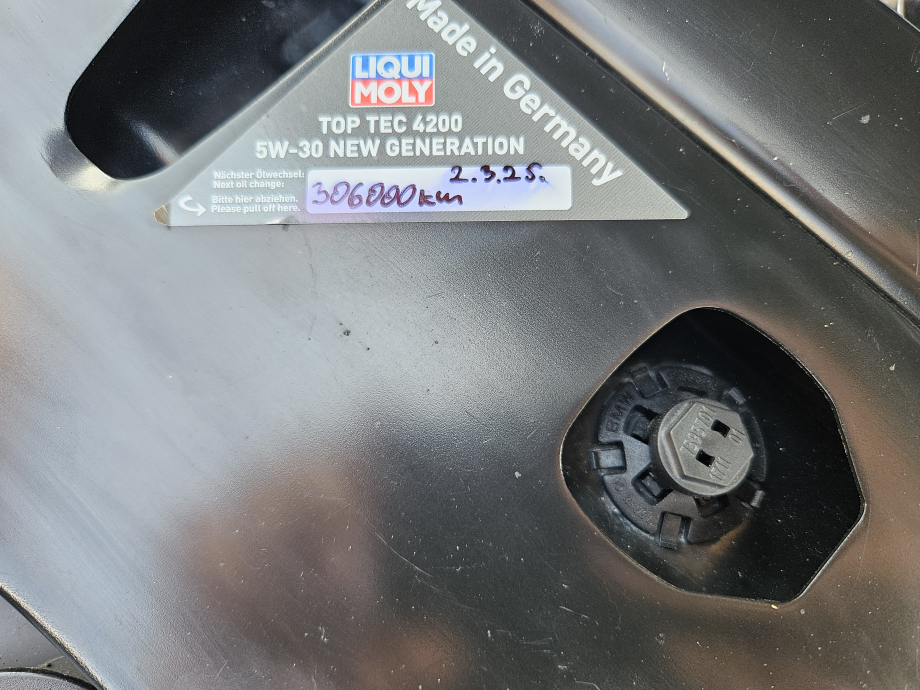 Made in Germany
LIQUI
MOLY
TOP TEC 4200
5W-30 NEW GENERATION
Nächster Ölwechsel:
Next oil change:
2.3.25.
306000km
Bitte hier abziehen.
Please pull off here.
BMW